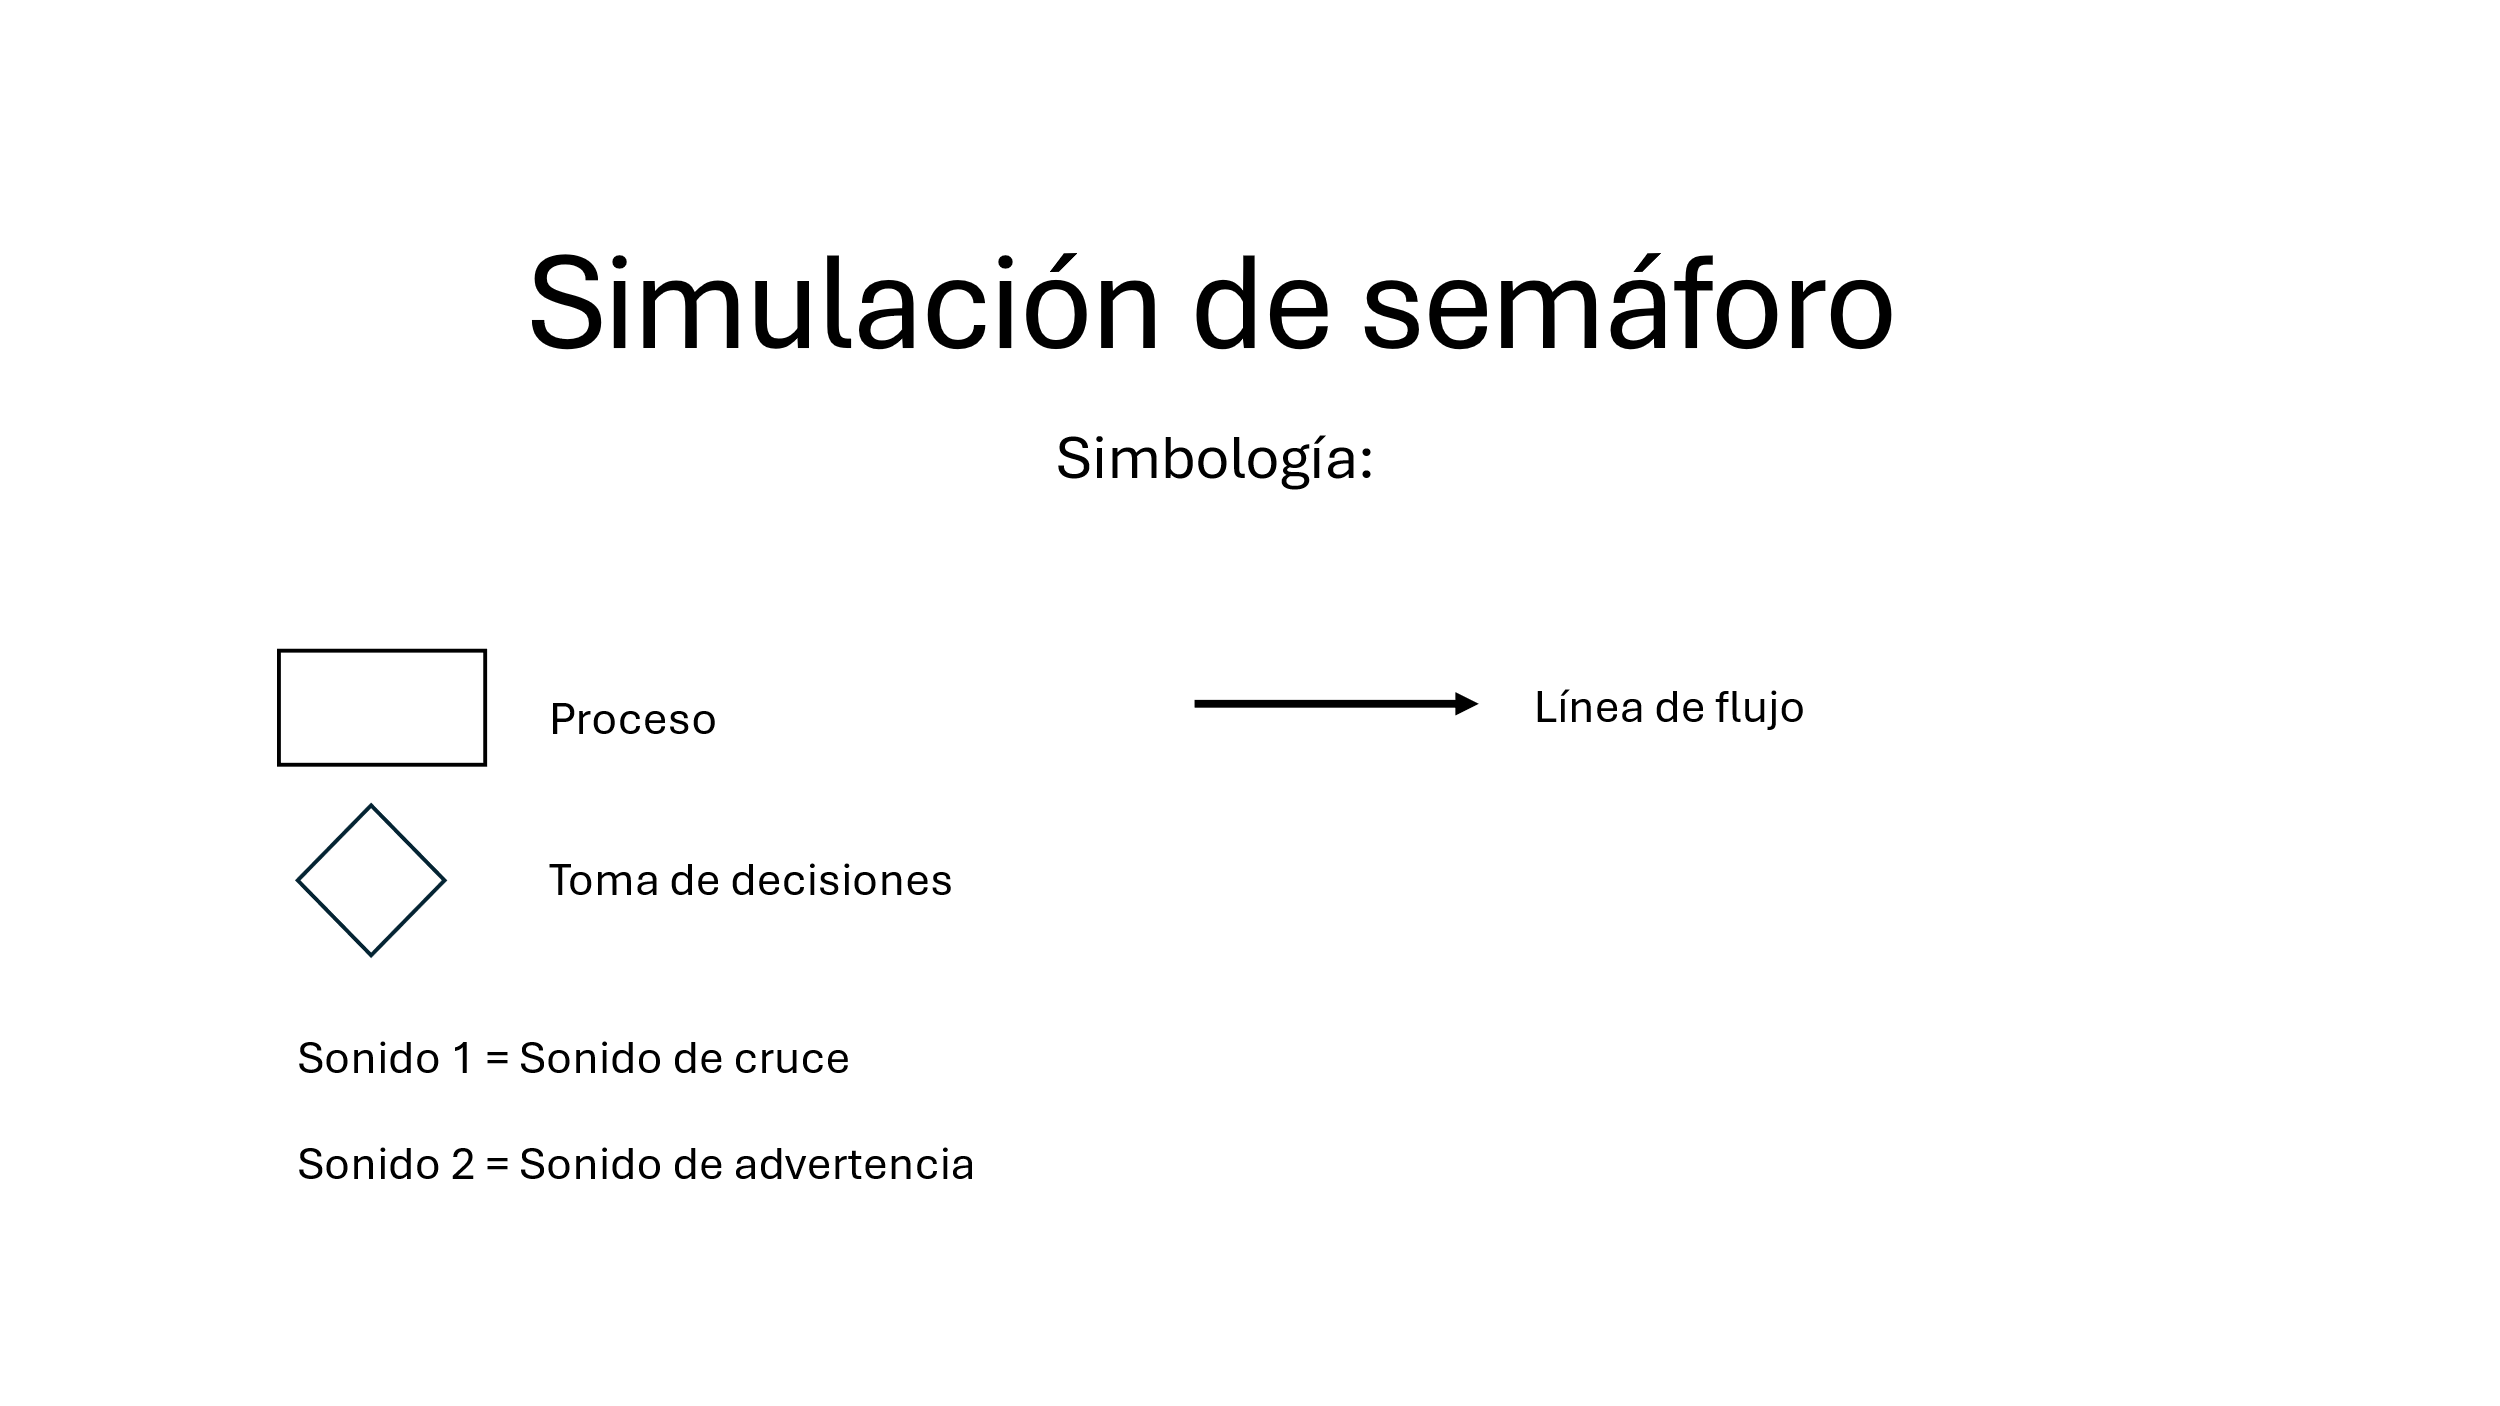 Simulación de semáforo
Simbología:
Proceso
Línea de flujo
Toma de decisiones
Sonido 1 = Sonido de cruce
Sonido 2 = Sonido de advertencia